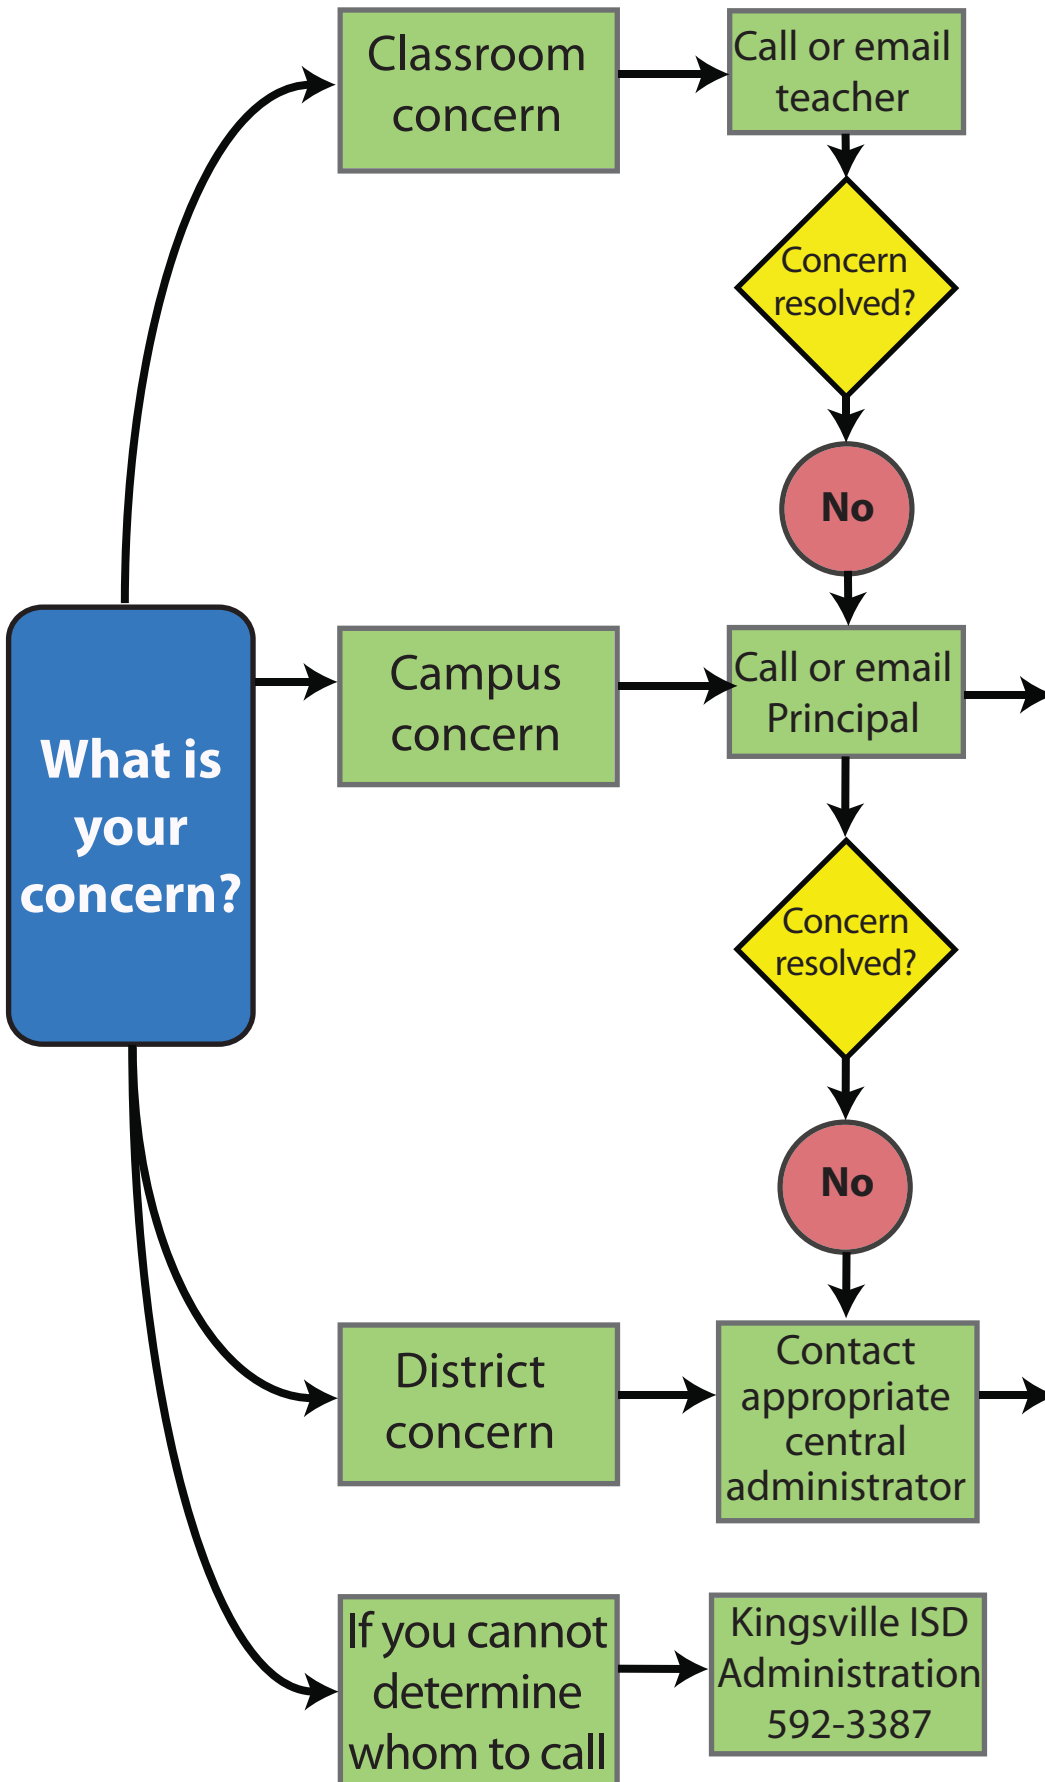 Classroom
concern
Call or email
teacher
Concern
resolved?
No
What is
your
concern?
Campus
concern
Call or email
Principal
Concern
resolved?
No
District
concern
Contact
appropriate
central
administrator
If you cannot
determine
whom to call
Kingsville ISD
Administration
592-3387